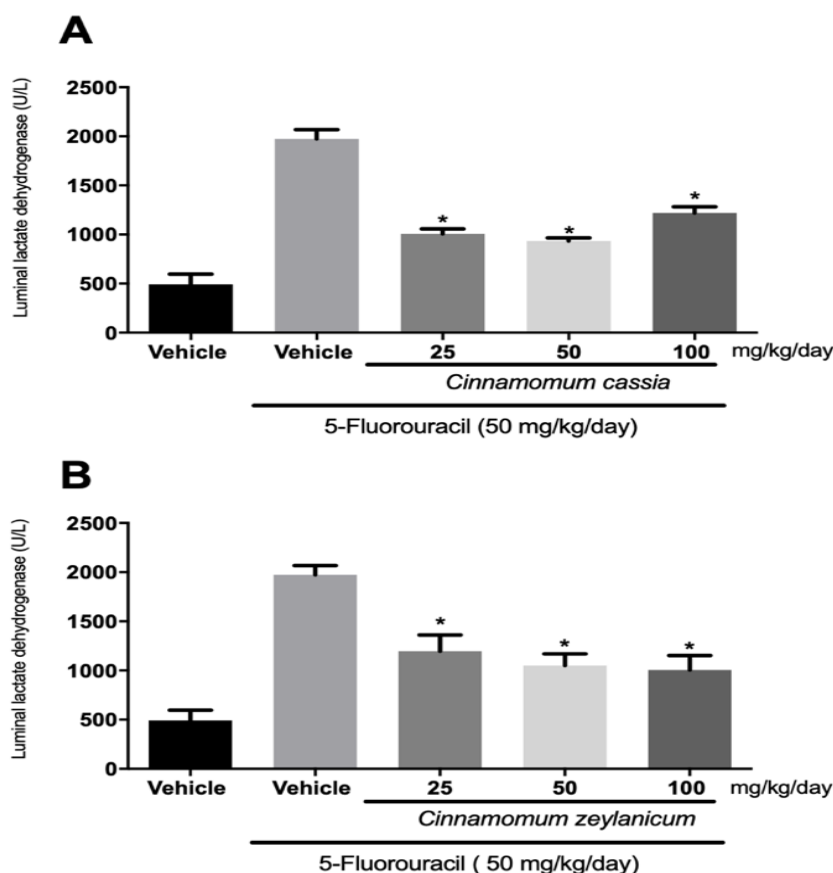 A
Luminal lactate dehydrogenase (U/L)
2500
2000
1500
1000
500
0
* * *
Vehicle Vehicle 25 50 100 mg/kg/day
Cinnamomum cassia
5-Fluorouracil (50 mg/kg/day)
B
Luminal lactate dehydrogenase (U/L)
2500
2000
1500
1000
500
0
* * *
Vehicle Vehicle 25 50 100 mg/kg/day
Cinnamomum zeylanicum
5-Fluorouracil ( 50 mg/kg/day)